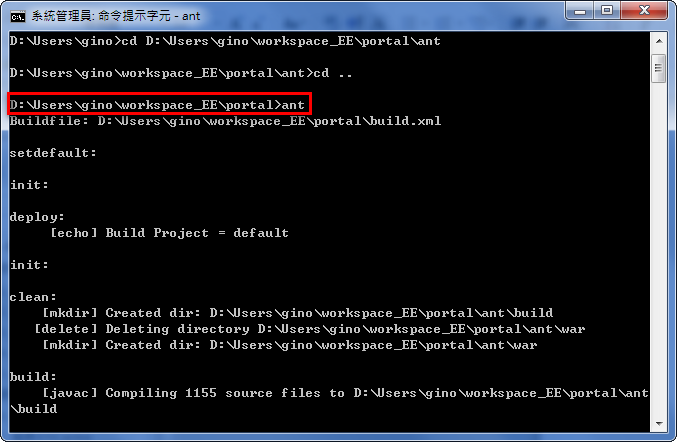 系統管理員: 命令提示字元 - ant
D:\Users\gino>cd D:\Users\gino\workspace_EE\portal\ant
D:\Users\gino\workspace_EE\portal\ant>cd ..
D:\Users\gino\workspace_EE\portal>ant
Buildfile: D:\Users\gino\workspace_EE\portal\build.xml
setdefault:
init:
deploy:
[echo] Build Project = default
init:
clean:
[mkdir] Created dir: D:\Users\gino\workspace_EE\portal\ant\build
[delete] Deleting directory D:\Users\gino\workspace_EE\portal\ant\war
[mkdir] Created dir: D:\Users\gino\workspace_EE\portal\ant\war
build:
[javac] Compiling 1155 source files to D:\Users\gino\workspace_EE\portal\ant
\build